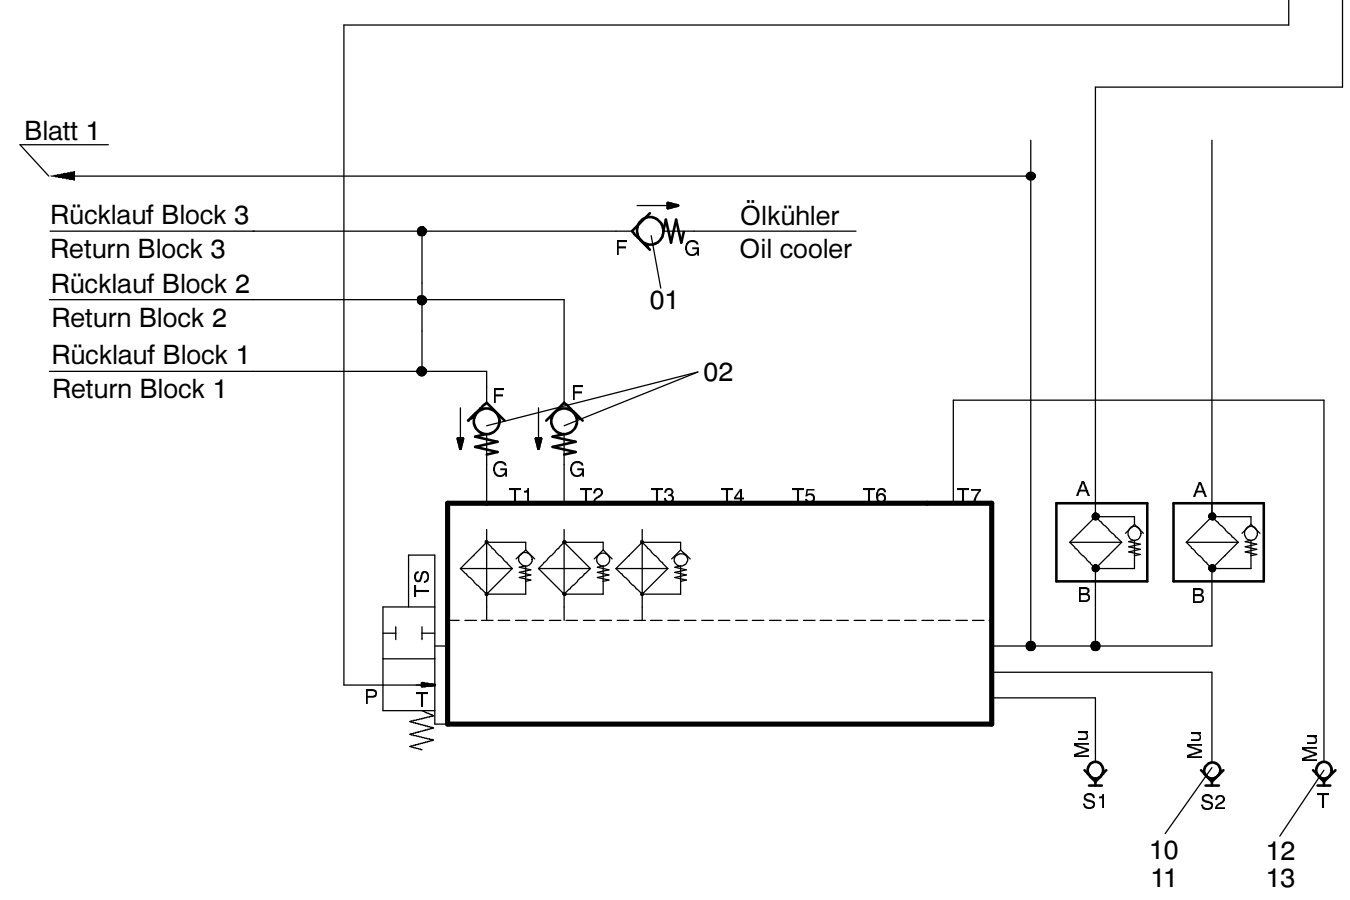 Blatt 1
Rücklauf Block 3
Return Block 3
Ölkühler
Oil cooler
F
G
01
Rücklauf Block 2
Return Block 2
Rücklauf Block 1
Return Block 1
02
F
F
G
G
T1 T2 T3 T4 T5 T6 T7
A
A
TS
B
B
P
T
Mu
Mu
Mu
S1
S2
T
10
11
12
13